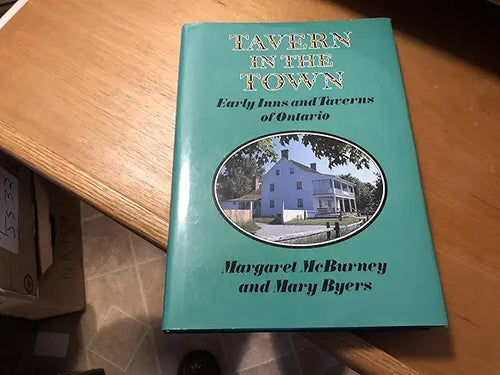 TAVERN
IN THE
TOWN
Early Inns and Taverns
of Ontario
Margaret McBurney
and Mary Byers